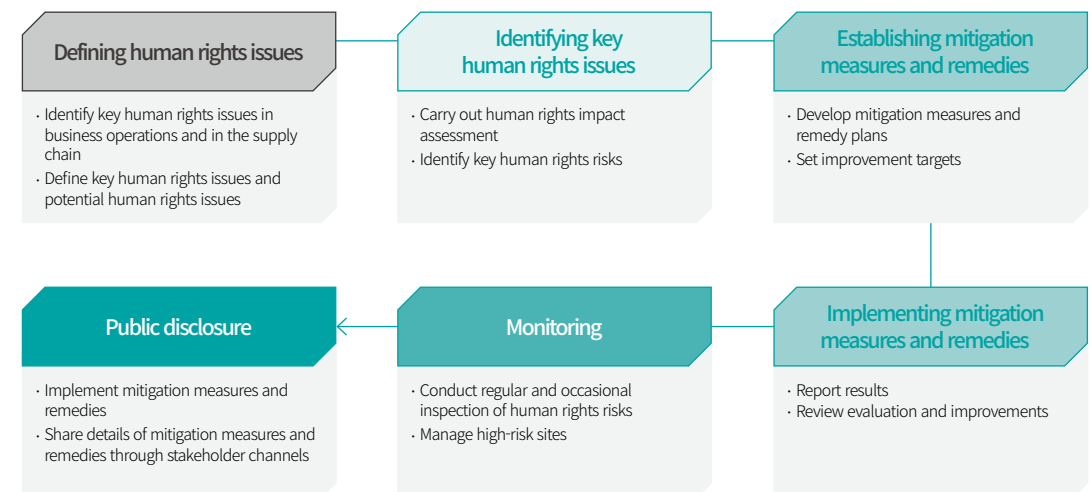 Defining human rights issues
· Identify key human rights issues in
business operations and in the supply
chain
· Define key human rights issues and
potential human rights issues
Identifying key
human rights issues
· Carry out human rights impact
assessment
· Identify key human rights risks
Establishing mitigation
measures and remedies
· Develop mitigation measures and
remedy plans
· Set improvement targets
Implementing mitigation
measures and remedies
· Report results
· Review evaluation and improvements
Monitoring
· Conduct regular and occasional
inspection of human rights risks
· Manage high-risk sites
Public disclosure
· Implement mitigation measures and
remedies
· Share details of mitigation measures and
remedies through stakeholder channels